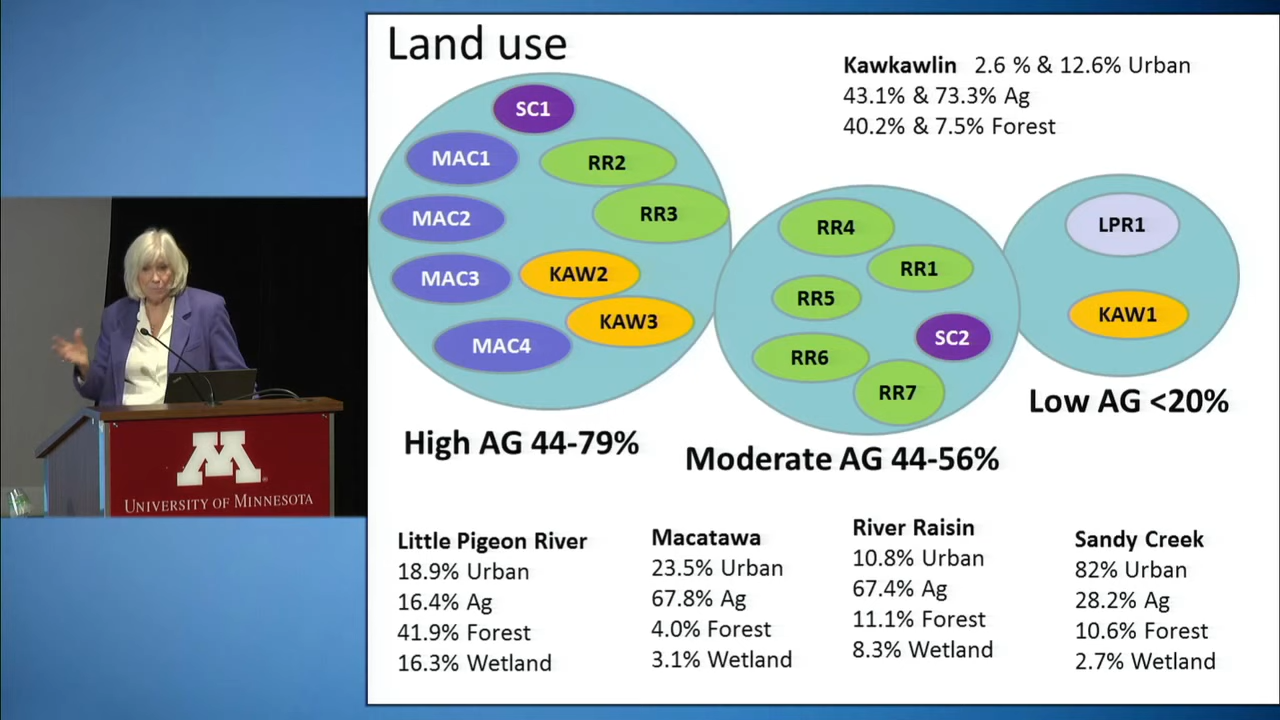 Land use
Kawkawlin 2.6 % & 12.6% Urban
43.1% & 73.3% Ag
40.2% & 7.5% Forest
SC1
MAC1
RR2
MAC2
RR3
MAC3
KAW2
KAW3
MAC4
High AG 44-79%
RR4
RR1
RR5
SC2
RR6
RR7
Moderate AG 44-56%
LPR1
KAW1
Low AG <20%
Little Pigeon River
18.9% Urban
16.4% Ag
41.9% Forest
16.3% Wetland
Macatawa
23.5% Urban
67.8% Ag
4.0% Forest
3.1% Wetland
River Raisin
10.8% Urban
67.4% Ag
11.1% Forest
8.3% Wetland
Sandy Creek
82% Urban
28.2% Ag
10.6% Forest
2.7% Wetland
M
UNIVERSITY OF MINNESOTA